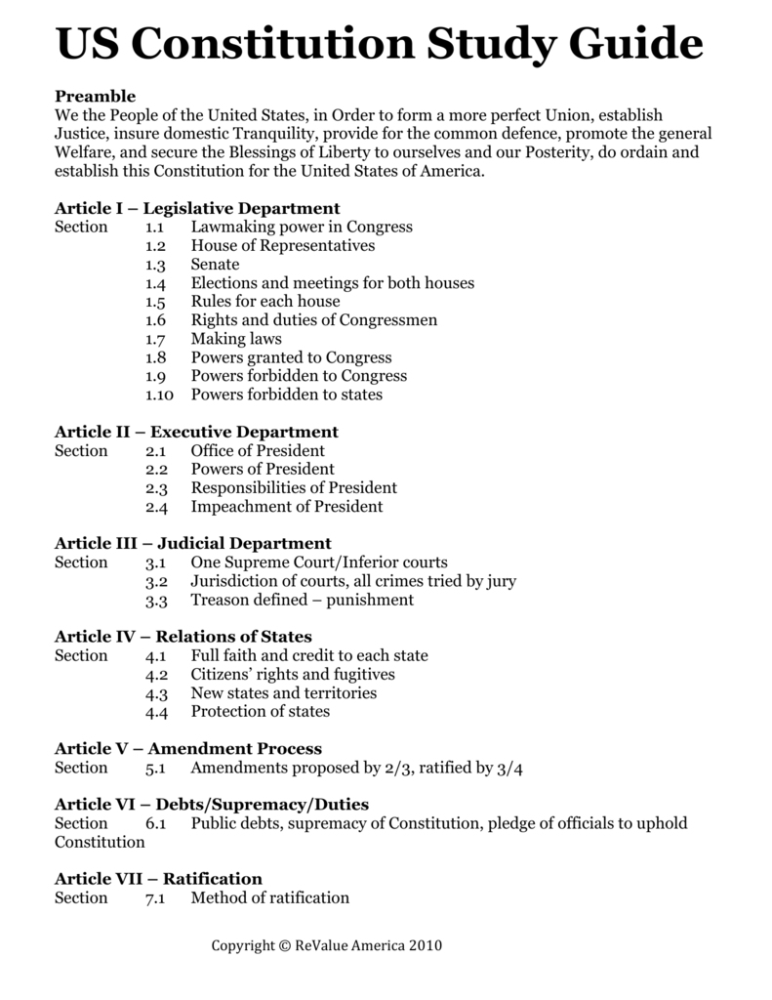 US Constitution Study Guide
Preamble
We the People of the United States, in Order to form a more perfect Union, establish
Justice, insure domestic Tranquility, provide for the common defence, promote the general
Welfare, and secure the Blessings of Liberty to ourselves and our Posterity, do ordain and
establish this Constitution for the United States of America.
Article I – Legislative Department
Section 1.1 Lawmaking power in Congress
1.2 House of Representatives
1.3 Senate
1.4 Elections and meetings for both houses
1.5 Rules for each house
1.6 Rights and duties of Congressmen
1.7 Making laws
1.8 Powers granted to Congress
1.9 Powers forbidden to Congress
1.10 Powers forbidden to states
Article II – Executive Department
Section 2.1 Office of President
2.2 Powers of President
2.3 Responsibilities of President
2.4 Impeachment of President
Article III – Judicial Department
Section 3.1 One Supreme Court/Inferior courts
3.2 Jurisdiction of courts, all crimes tried by jury
3.3 Treason defined – punishment
Article IV – Relations of States
Section 4.1 Full faith and credit to each state
4.2 Citizens’ rights and fugitives
4.3 New states and territories
4.4 Protection of states
Article V – Amendment Process
Section 5.1 Amendments proposed by 2/3, ratified by 3/4
Article VI – Debts/Supremacy/Duties
Section 6.1 Public debts, supremacy of Constitution, pledge of officials to uphold
Constitution
Article VII – Ratification
Section 7.1 Method of ratification
Copyright © ReValue America 2010